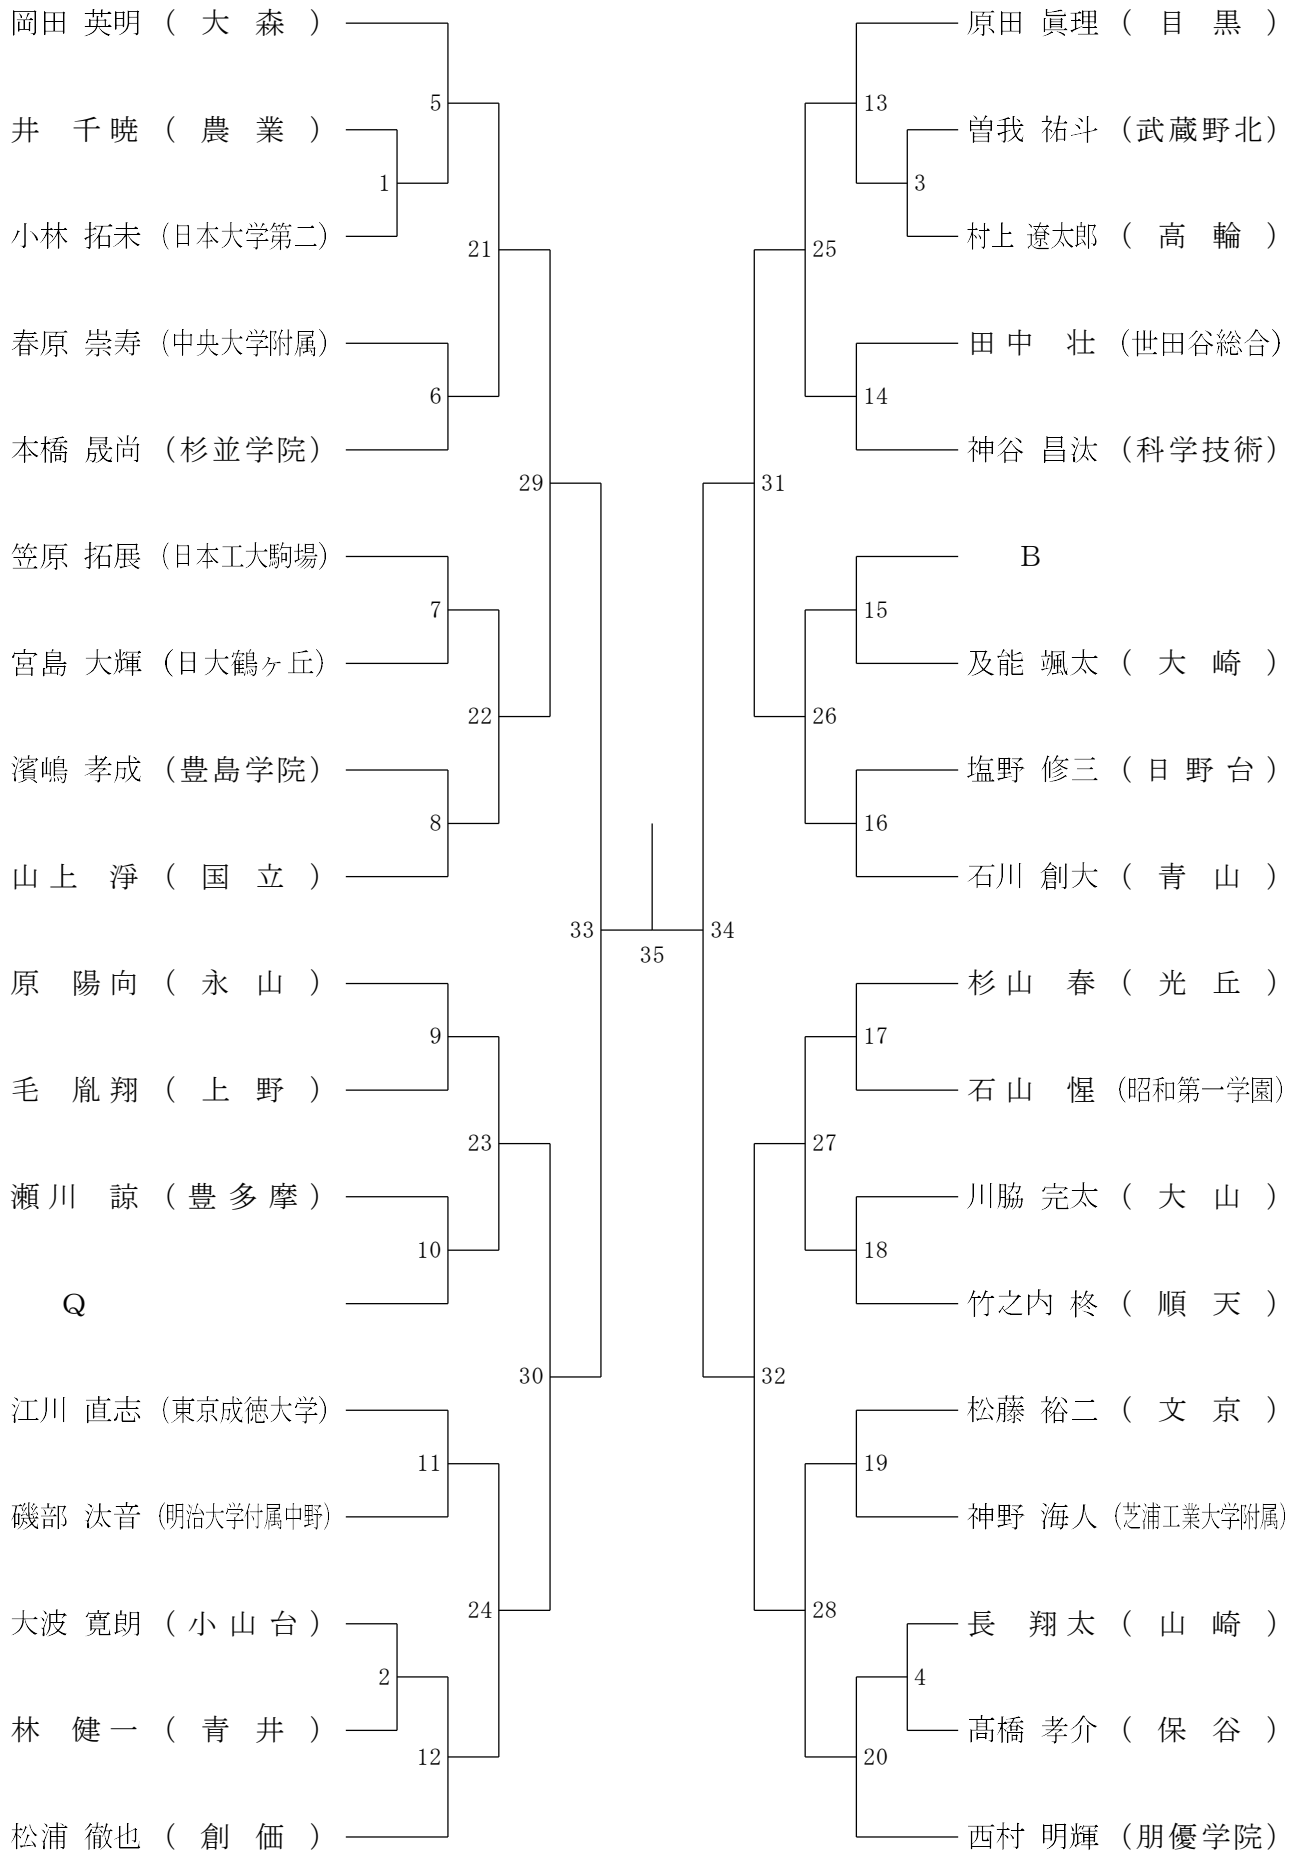 岡田 英明 ( 大 森 )
井 千暁 ( 農 業 )
小林 拓未 (日本大学第二)
春原 崇寿 (中央大学附属)
本橋 晟尚 (杉並学院)
笠原 拓展 (日本工大駒場)
宮島 大輝 (日大鶴ヶ丘)
濱嶋 孝成 (豊島学院)
山上 淨 ( 国 立 )
原 陽向 ( 永 山 )
毛 胤翔 ( 上 野 )
瀬川 諒 ( 豊多摩 )
Q
江川 直志 (東京成徳大学)
磯部 汰音 (明治大学付属中野)
大波 寛朗 ( 小山台 )
林 健一 ( 青 井 )
松浦 徹也 ( 創 価 )
1
2
5
6
7
8
9
10
11
12
21
22
23
24
29
30
33
35
34
31
32
25
26
27
28
13
14
15
16
17
18
19
20
3
4
原田 眞理 ( 目 黒 )
曽我 祐斗 (武蔵野北)
村上 遼太郎 ( 高 輪 )
田中 壮 (世田谷総合)
神谷 昌汰 (科学技術)
B
及能 颯太 ( 大 崎 )
塩野 修三 ( 日野台 )
石川 創大 ( 青 山 )
杉山 春 ( 光 丘 )
石山 惺 (昭和第一学園)
川脇 完太 ( 大 山 )
竹之内 柊 ( 順 天 )
松藤 裕二 ( 文 京 )
神野 海人 (芝浦工業大学附属)
長 翔太 ( 山 崎 )
髙橋 孝介 ( 保 谷 )
西村 明輝 (朋優学院)